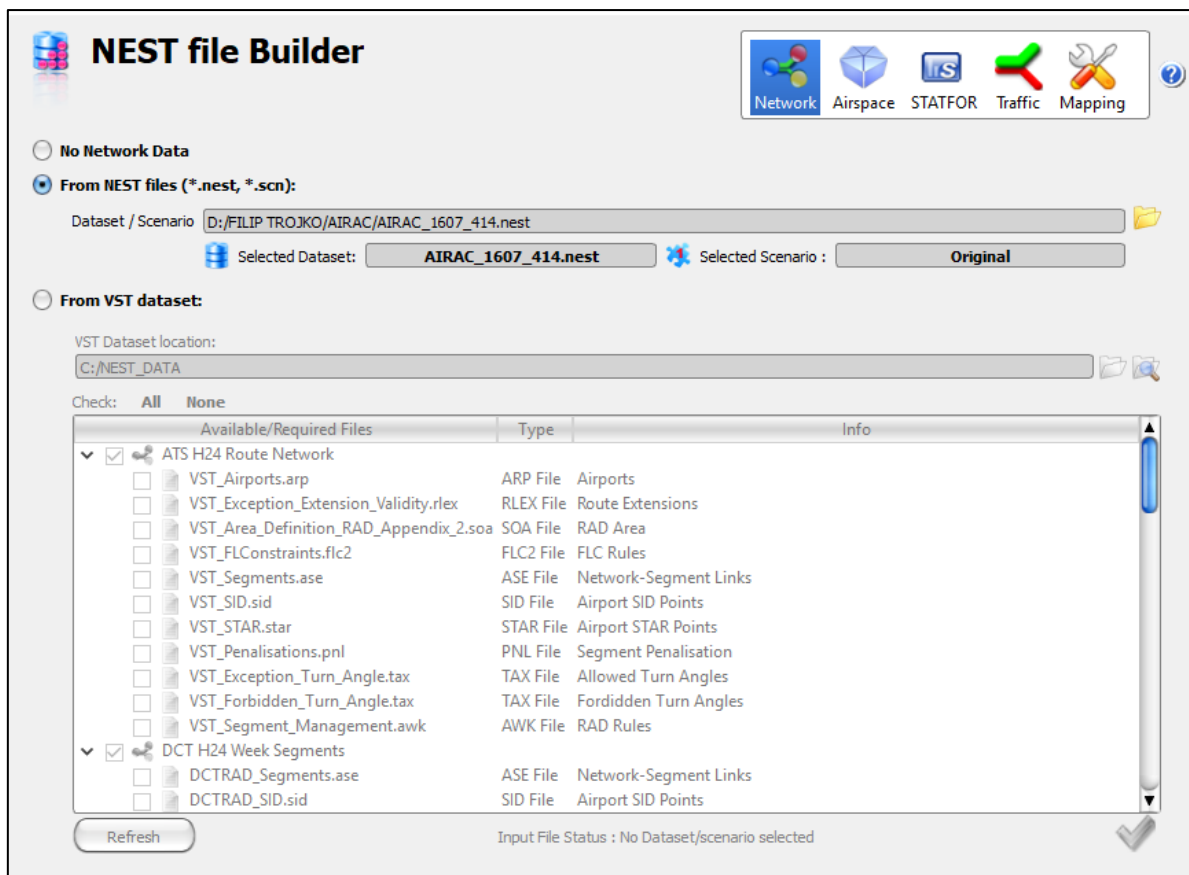 NEST file Builder
Network Airspace STATFOR Traffic Mapping
No Network Data
From NEST files (*.nest, *.scn):
Dataset / Scenario D:/FILIP TROJKO/AIRAC/AIRAC_1607_414.nest
Selected Dataset: AIRAC_1607_414.nest Selected Scenario : Original
From VST dataset:
VST Dataset location:
C:/NEST_DATA
Check: All None
Available/Required Files Type Info
ATS H24 Route Network
VST_Airports.arp ARP File Airports
VST_Exception_Extension_Validity.rlex RLEX File Route Extensions
VST_Area_Definition_RAD_Appendix_2.soa SOA File RAD Area
VST_FLConstraints.flc2 FLC2 File FLC Rules
VST_Segments.ase ASE File Network-Segment Links
VST_SID.sid SID File Airport SID Points
VST_STAR.star STAR File Airport STAR Points
VST_Penalisations.pnl PNL File Segment Penalisation
VST_Exception_Turn_Angle.tax TAX File Allowed Turn Angles
VST_Forbidden_Turn_Angle.tax TAX File Fordidden Turn Angles
VST_Segment_Management.awk AWK File RAD Rules
DCT H24 Week Segments
DCTRAD_Segments.ase ASE File Network-Segment Links
DCTRAD_SID.sid SID File Airport SID Points
Refresh Input File Status : No Dataset/scenario selected